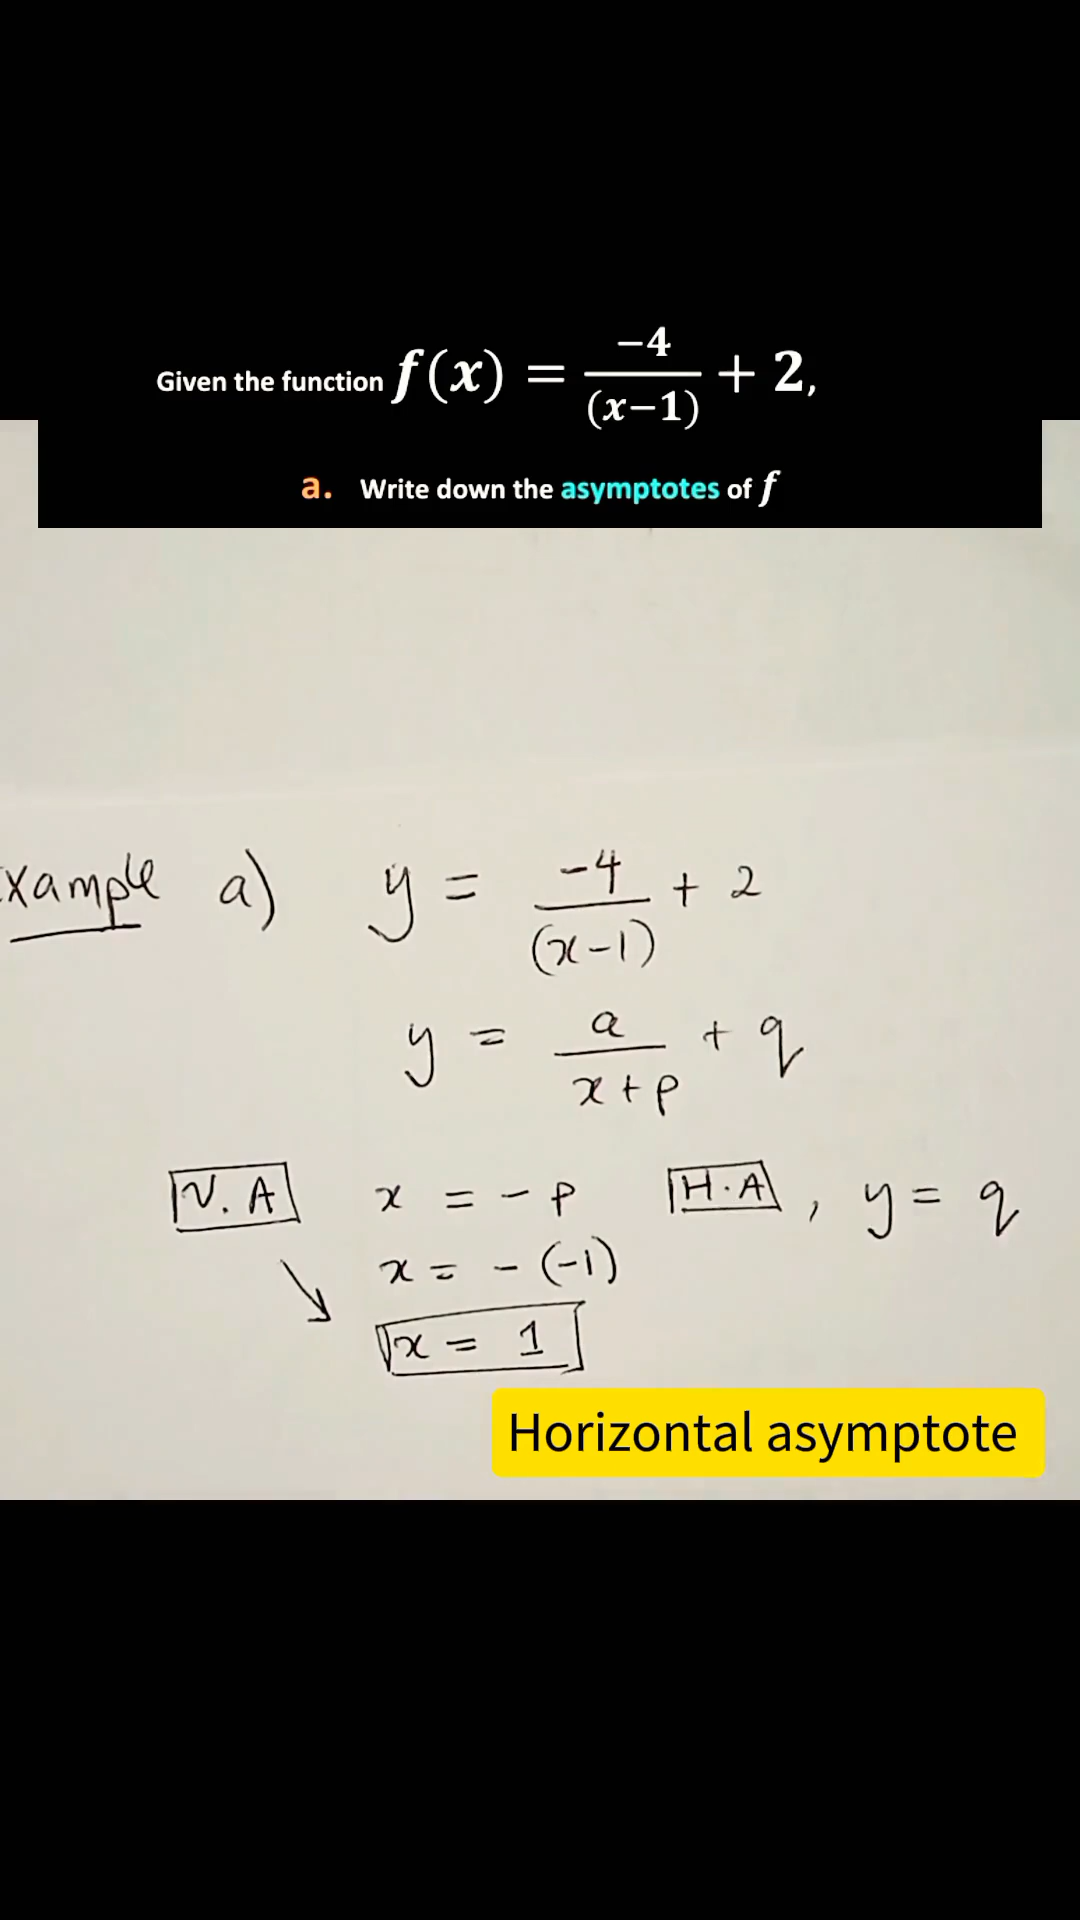 Given the function f(x) = -4/(x-1) + 2,
a. Write down the asymptotes of f
xample a) y = -4/(x-1) + 2
y = a/x+p + q
V.A x = -p H.A, y = q
x = -(-1)
x = 1
Horizontal asymptote